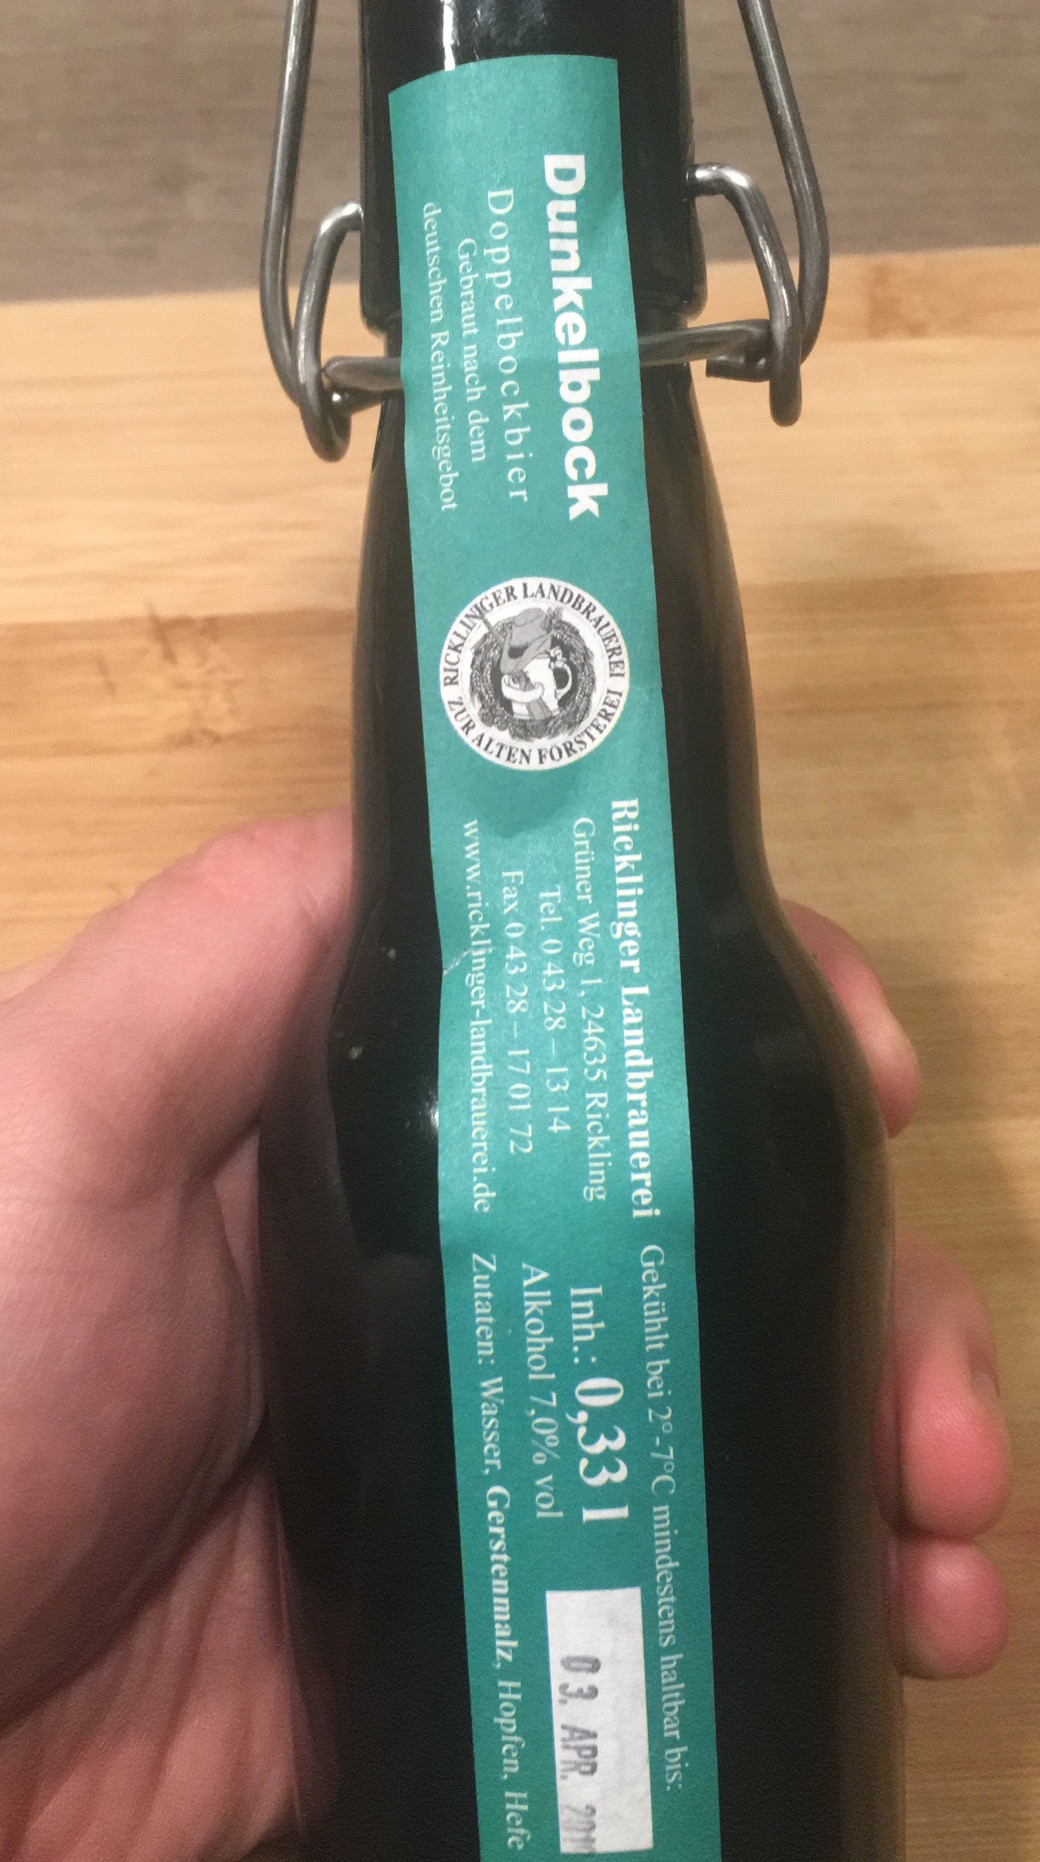 Dunkelbock
Doppelbockbier
Gebraut nach dem
deutschen Reinheitsgebot
RICKLINGER LANDBRAUEREI
ZUR ALTEN FÖRSTEREI
Ricklinger Landbrauerei
Grüner Weg 1, 24635 Rickling
Tel. 0 43 28 – 13 14
Fax 0 43 28 – 17 01 72
www.ricklinger-landbrauerei.de
Gekühlt bei 2°-7°C mindestens haltbar bis:
Inh.: 0,33 l
Alkohol 7,0% vol
Zutaten: Wasser, Gerstenmalz, Hopfen, Hefe
03. APR.